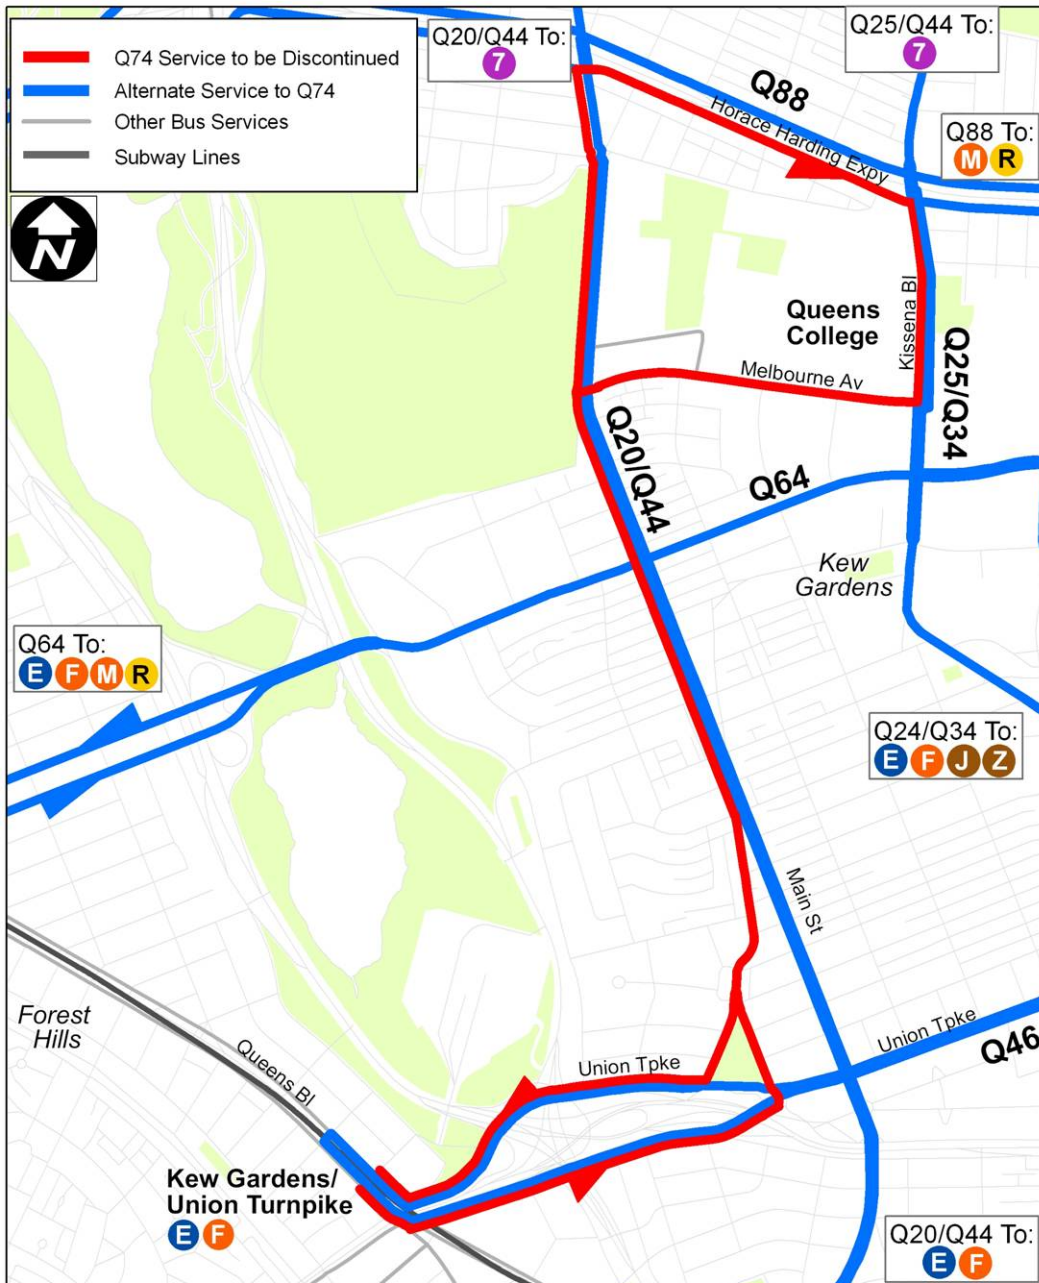 Q74 Service to be Discontinued
Alternate Service to Q74
Other Bus Services
Subway Lines
N
Q20/Q44 To:
7
Q25/Q44 To:
7
Q88
Horace Harding Expy
Q88 To:
M R
Queens
College
Kissena Bl
Melbourne Av
Q25/Q34
Q20/Q44
Q64
Kew
Gardens
Q64 To:
E F M R
Q24/Q34 To:
E F J Z
Main St
Forest
Hills
Queens Bl
Union Tpke
Union Tpke
Q46
Kew Gardens/
Union Turnpike
E F
Q20/Q44 To:
E F